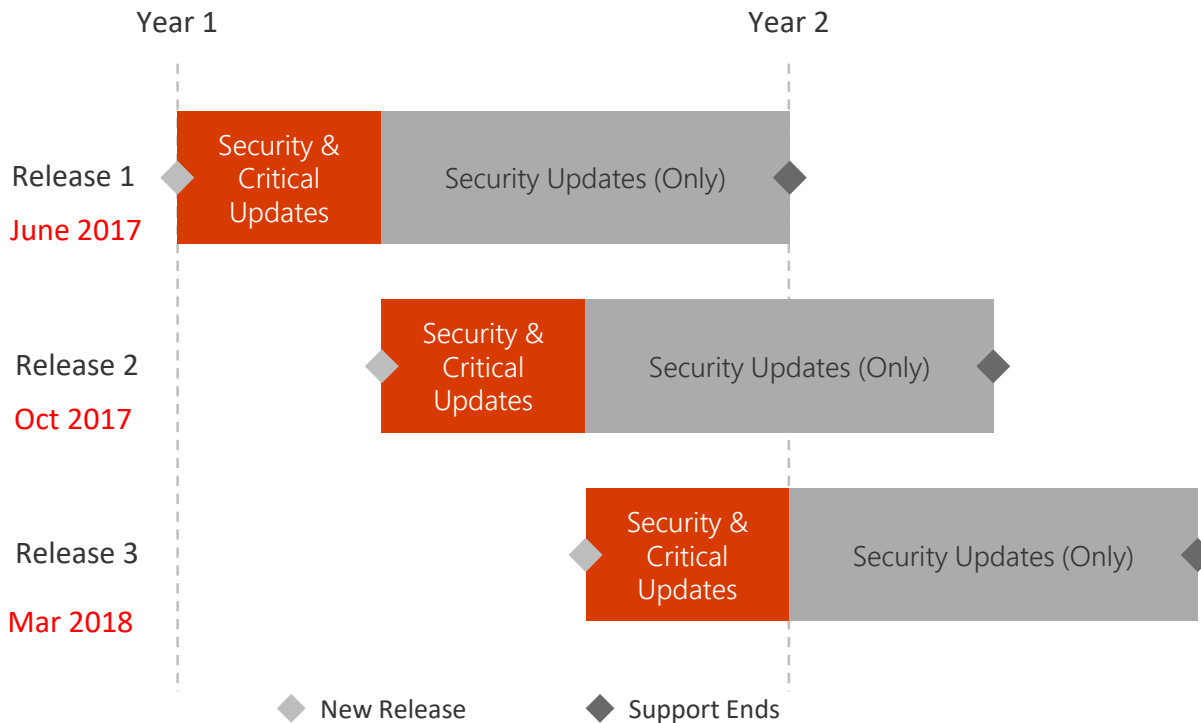 Year 1
Year 2
Release 1
June 2017
Security &
Critical
Updates
Security Updates (Only)
Release 2
Oct 2017
Security &
Critical
Updates
Security Updates (Only)
Release 3
Mar 2018
Security &
Critical
Updates
Security Updates (Only)
New Release
Support Ends